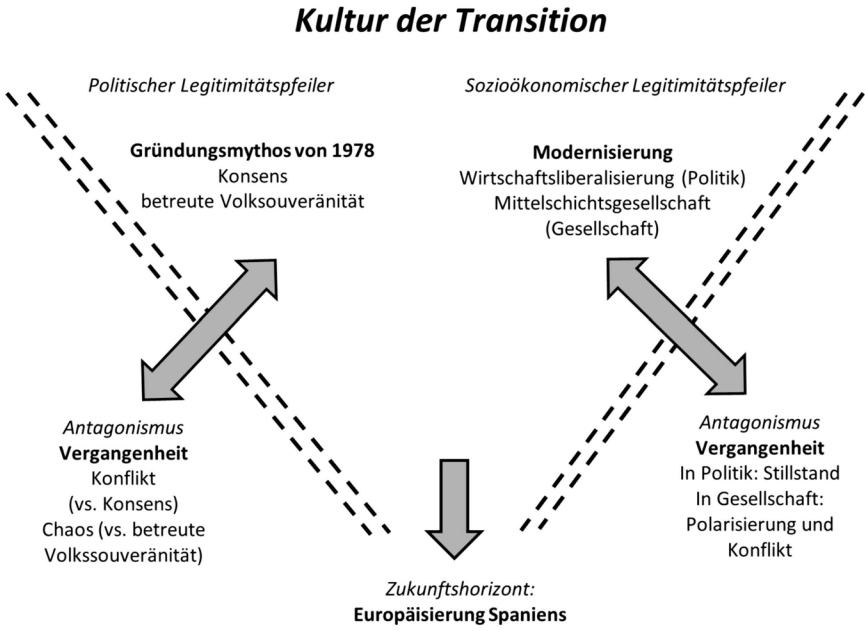 Kultur der Transition
Politischer Legitimitätspfeiler
Sozioökonomischer Legitimitätspfeiler
Gründungsmythos von 1978
Konsens
betreute Volksouveränität
Modernisierung
Wirtschaftsliberalisierung (Politik)
Mittelschichtsgesellschaft
(Gesellschaft)
Antagonismus
Vergangenheit
Konflikt
(vs. Konsens)
Chaos (vs. betreute
Volkssouveränität)
Antagonismus
Vergangenheit
In Politik: Stillstand
In Gesellschaft:
Polarisierung und
Konflikt
Zukunftshorizont:
Europäisierung Spaniens